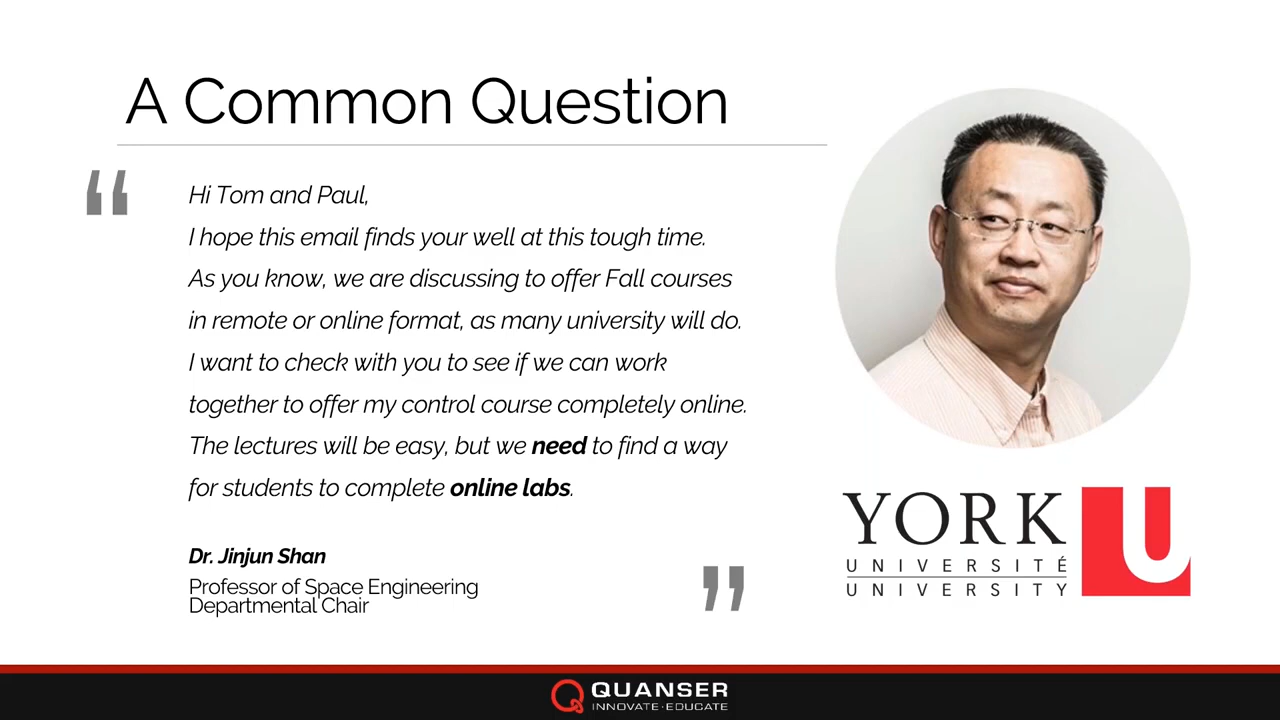 A Common Question
“
Hi Tom and Paul,
I hope this email finds your well at this tough time.
As you know, we are discussing to offer Fall courses
in remote or online format, as many university will do.
I want to check with you to see if we can work
together to offer my control course completely online.
The lectures will be easy, but we need to find a way
for students to complete online labs.
Dr. Jinjun Shan
Professor of Space Engineering
Departmental Chair
”
YORK U
UNIVERSITÉ
UNIVERSITY
QUANSER
INNOVATE·EDUCATE